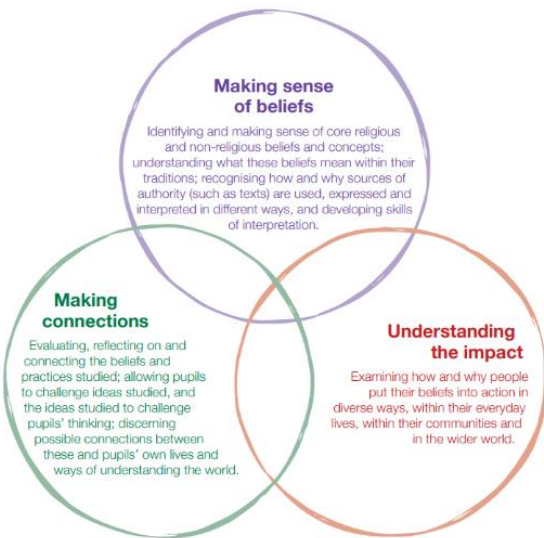 Making sense
of beliefs
Identifying and making sense of core religious
and non-religious beliefs and concepts;
understanding what these beliefs mean within their
traditions; recognising how and why sources of
authority (such as texts) are used, expressed and
interpreted in different ways, and developing skills
of interpretation.
Making
connections
Evaluating, reflecting on and
connecting the beliefs and
practices studied; allowing pupils
to challenge ideas studied, and
the ideas studied to challenge
pupils' thinking; discerning
possible connections between
these and pupils' own lives and
ways of understanding the world.
Understanding
the impact
Examining how and why people
put their beliefs into action in
diverse ways, within their everyday
lives, within their communities and
in the wider world.